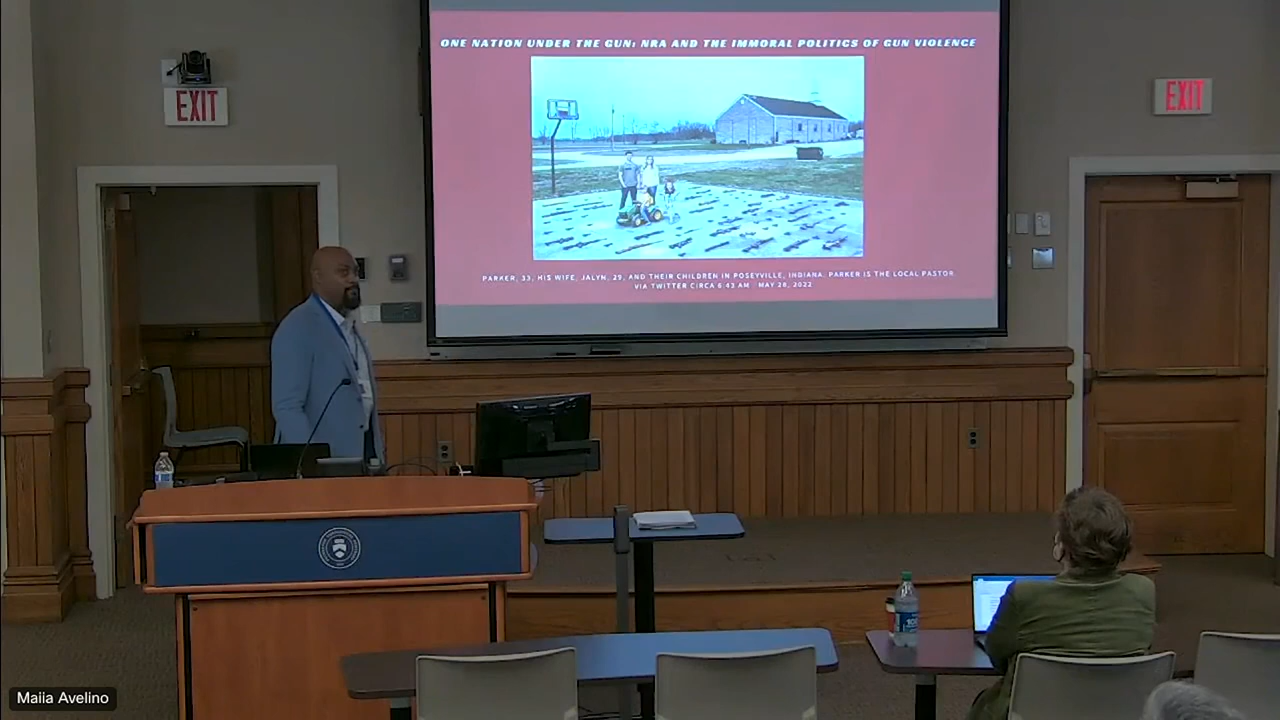 ONE NATION UNDER THE GUN: NRA AND THE IMMORAL POLITICS OF GUN VIOLENCE
EXIT
EXIT
PARKER, 33, HIS WIFE, JALYN, 29, AND THEIR CHILDREN IN POSEYVILLE, INDIANA. PARKER IS THE LOCAL PASTOR
VIA TWITTER CIRCA 6:43 AM MAY 28, 2022
Maiia Avelino